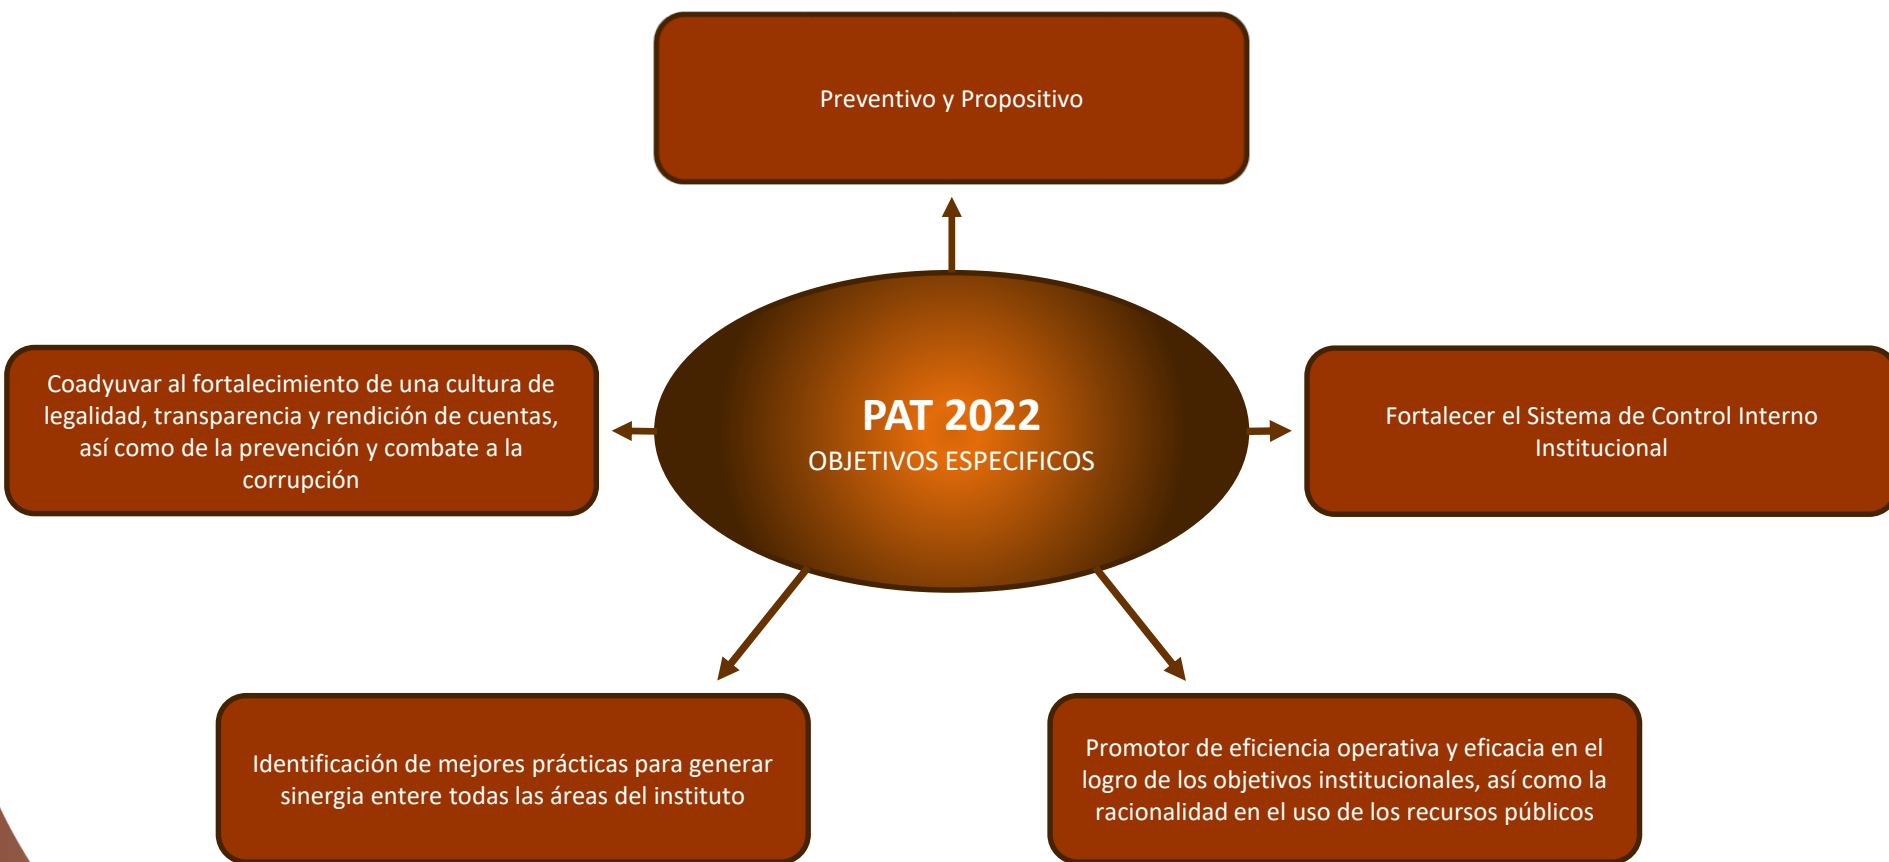 Preventivo y Propositivo
Coadyuvar al fortalecimiento de una cultura de
legalidad, transparencia y rendición de cuentas,
así como de la prevención y combate a la
corrupción
PAT 2022
OBJETIVOS ESPECIFICOS
Fortalecer el Sistema de Control Interno
Institucional
Identificación de mejores prácticas para generar
sinergia entere todas las áreas del instituto
Promotor de eficiencia operativa y eficacia en el
logro de los objetivos institucionales, así como la
racionalidad en el uso de los recursos públicos